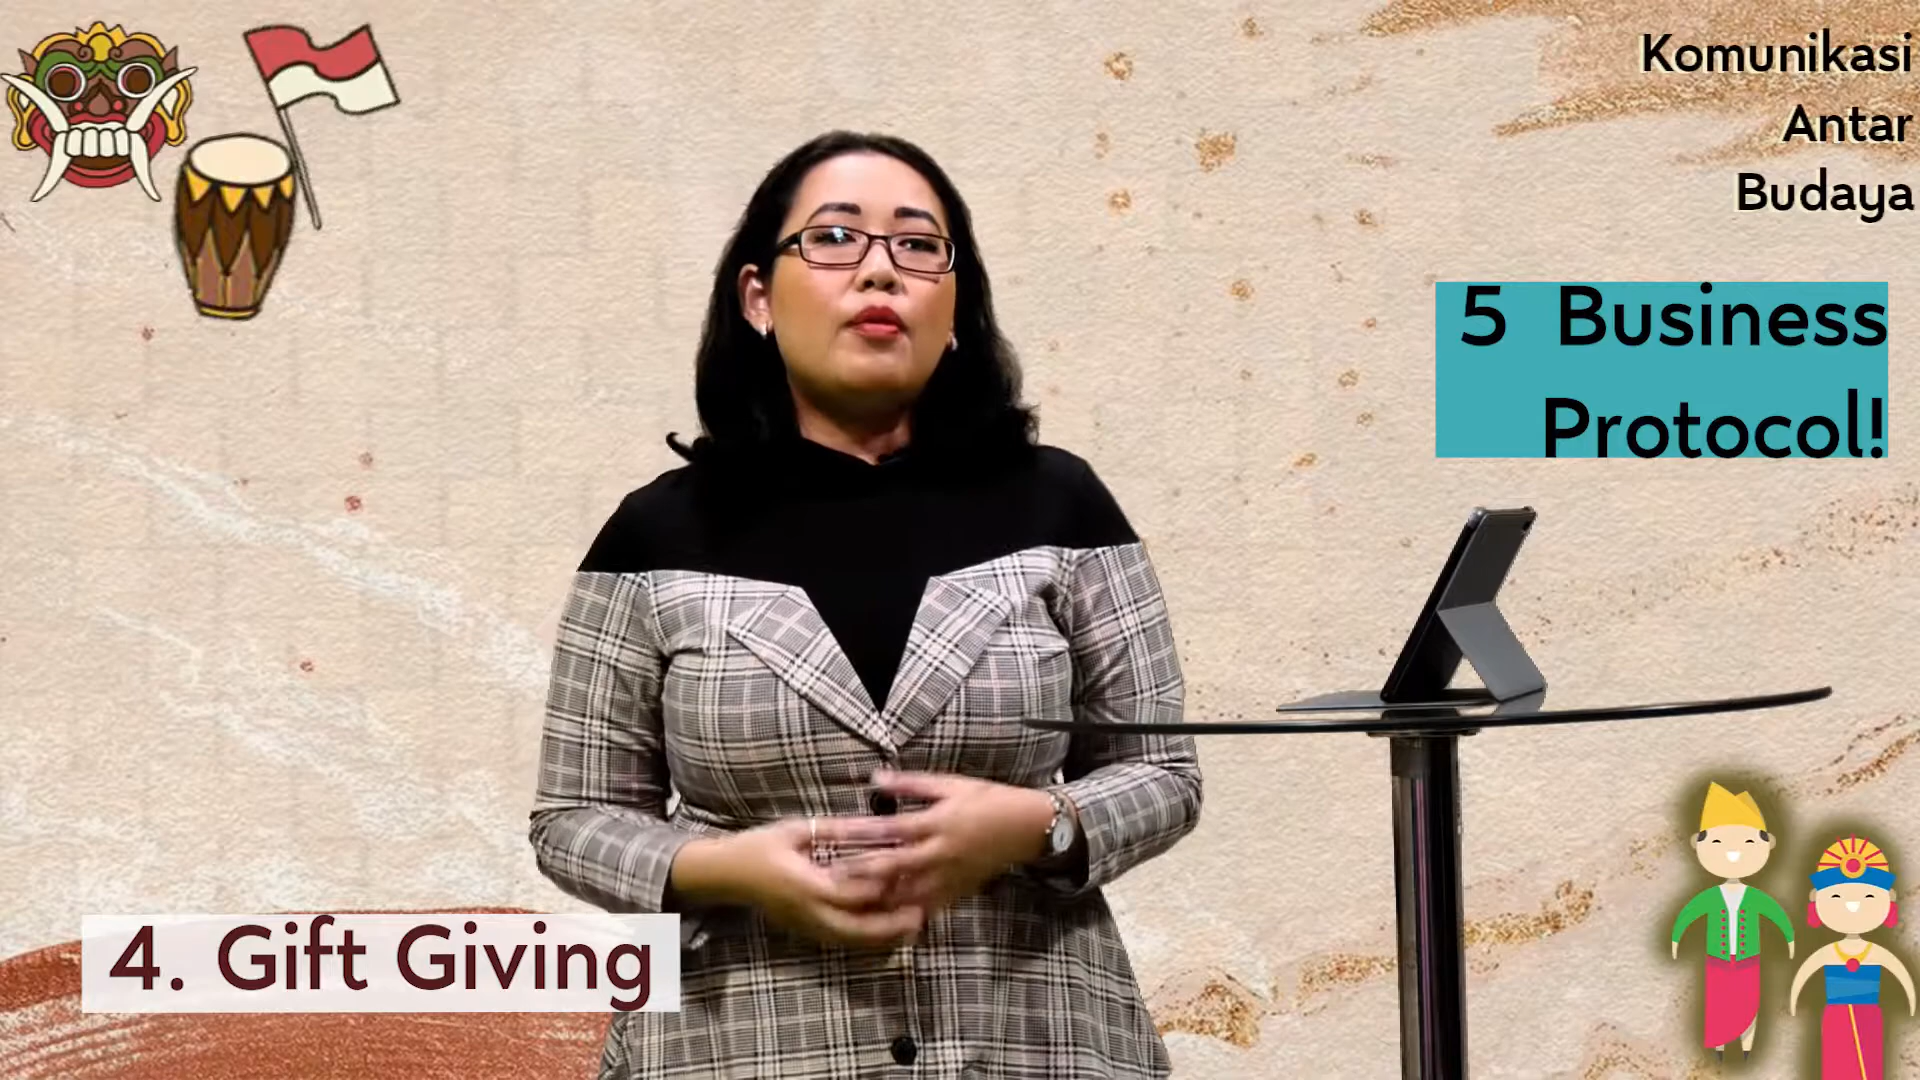 Komunikasi
Antar
Budaya
5 Business
Protocol!
4. Gift Giving